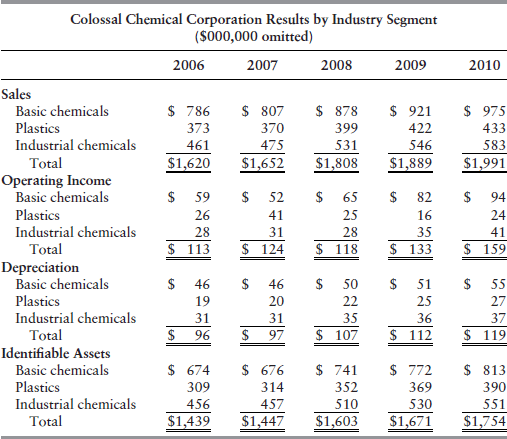 Colossal Chemical Corporation Results by Industry Segment
($000,000 omitted)
2006 2007 2008 2009 2010
Sales
Basic chemicals $ 786 $ 807 $ 878 $ 921 $ 975
Plastics 373 370 399 422 433
Industrial chemicals 461 475 531 546 583
Total $1,620 $1,652 $1,808 $1,889 $1,991
Operating Income
Basic chemicals $ 59 $ 52 $ 65 $ 82 $ 94
Plastics 26 41 25 16 24
Industrial chemicals 28 31 28 35 41
Total $ 113 $ 124 $ 118 $ 133 $ 159
Depreciation
Basic chemicals $ 46 $ 46 $ 50 $ 51 $ 55
Plastics 19 20 22 25 27
Industrial chemicals 31 31 35 36 37
Total $ 96 $ 97 $ 107 $ 112 $ 119
Identifiable Assets
Basic chemicals $ 674 $ 676 $ 741 $ 772 $ 813
Plastics 309 314 352 369 390
Industrial chemicals 456 457 510 530 551
Total $1,439 $1,447 $1,603 $1,671 $1,754